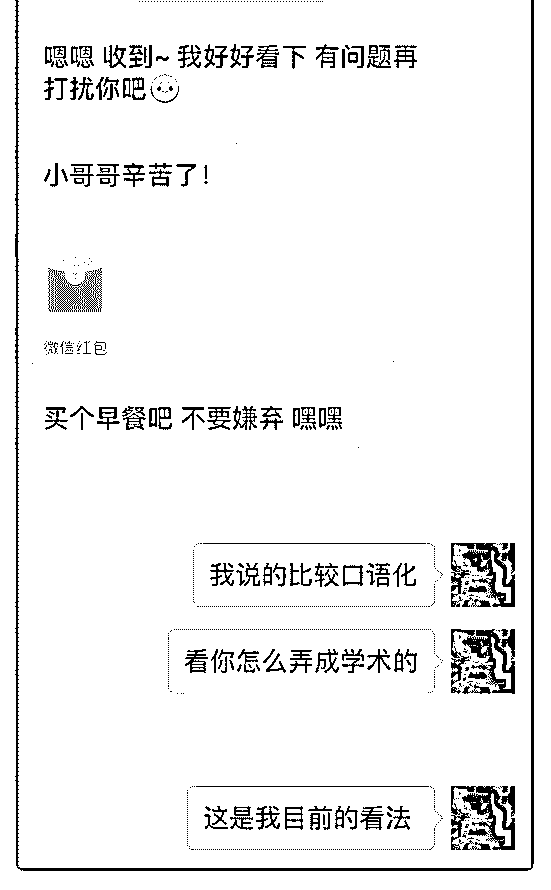 嗯嗯 收到~ 我好好看下 有问题再
打扰你吧
小哥哥辛苦了！
微信红包
买个早餐吧 不要嫌弃 嘿嘿
我说的比较口语化
看你怎么弄成学术的
这是我目前的看法